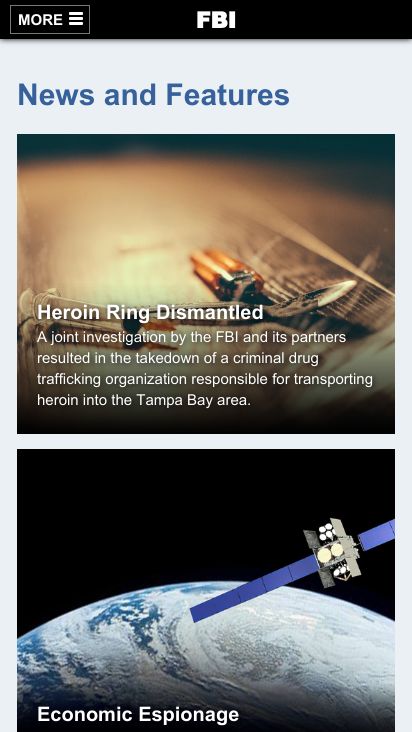 MORE
FBI
News and Features
Heroin Ring Dismantled
A joint investigation by the FBI and its partners
resulted in the takedown of a criminal drug
trafficking organization responsible for transporting
heroin into the Tampa Bay area.
Economic Espionage